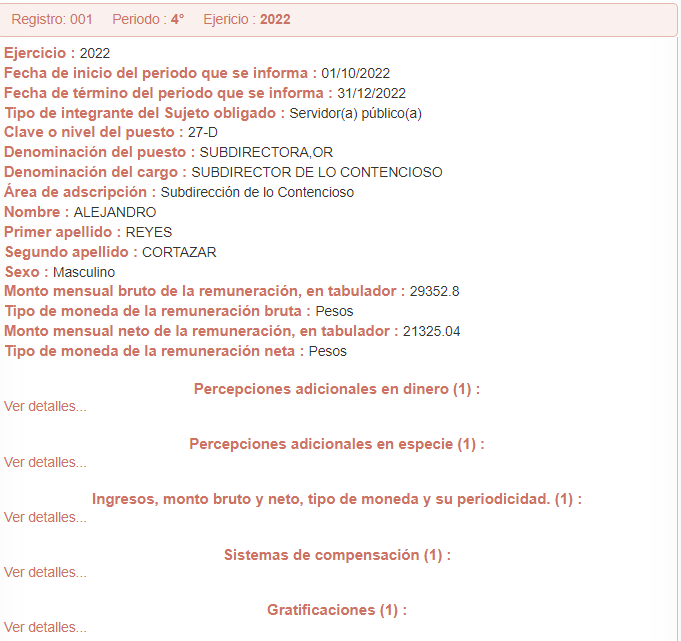 Registro: 001 Periodo : 4° Ejericio : 2022
Ejercicio : 2022
Fecha de inicio del periodo que se informa : 01/10/2022
Fecha de término del periodo que se informa : 31/12/2022
Tipo de integrante del Sujeto obligado : Servidor(a) público(a)
Clave o nivel del puesto : 27-D
Denominación del puesto : SUBDIRECTORA,OR
Denominación del cargo : SUBDIRECTOR DE LO CONTENCIOSO
Área de adscripción : Subdirección de lo Contencioso
Nombre : ALEJANDRO
Primer apellido : REYES
Segundo apellido : CORTAZAR
Sexo : Masculino
Monto mensual bruto de la remuneración, en tabulador : 29352.8
Tipo de moneda de la remuneración bruta : Pesos
Monto mensual neto de la remuneración, en tabulador : 21325.04
Tipo de moneda de la remuneración neta : Pesos
Percepciones adicionales en dinero (1) :
Ver detalles...
Percepciones adicionales en especie (1) :
Ver detalles...
Ingresos, monto bruto y neto, tipo de moneda y su periodicidad. (1) :
Ver detalles...
Sistemas de compensación (1) :
Ver detalles...
Gratificaciones (1) :
Ver detalles...